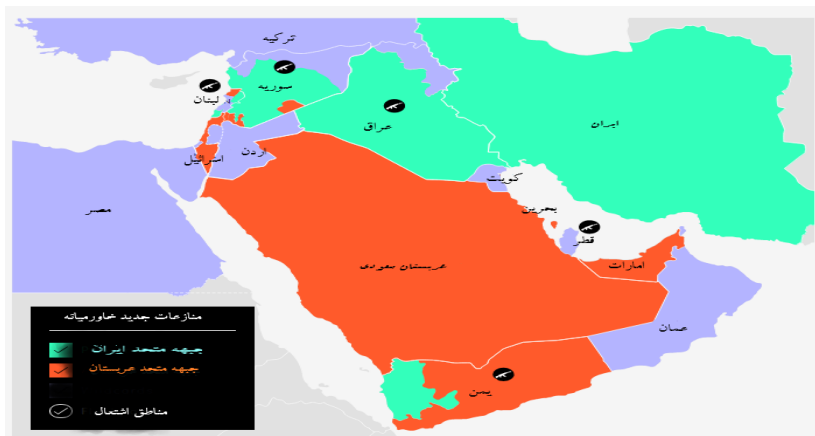 ترکیه
سوریه
لبنان
عراق
ایران
اسرائیل
اردن
کویت
مصر
بحرین
قطر
امارات
عربستان سعودی
عمان
یمن
منازعات جدید خاورمیانه
جبهه متحد ایران
جبهه متحد عربستان
مناطق اشتعال